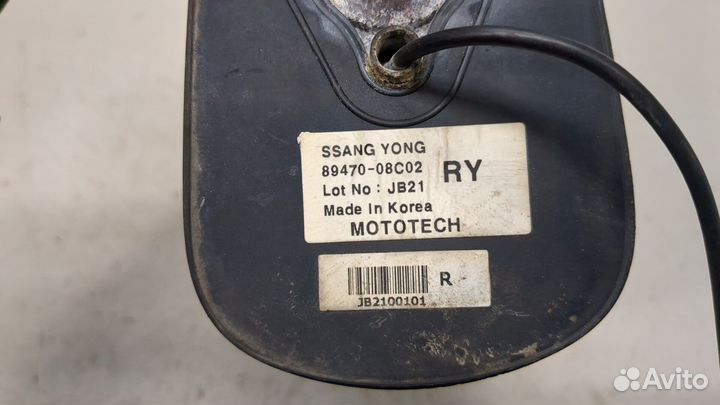 SSANG YONG
89470-08C02 RY
Lot No : JB21
Made In Korea
MOTOTECH
JB2100101 R
Avito